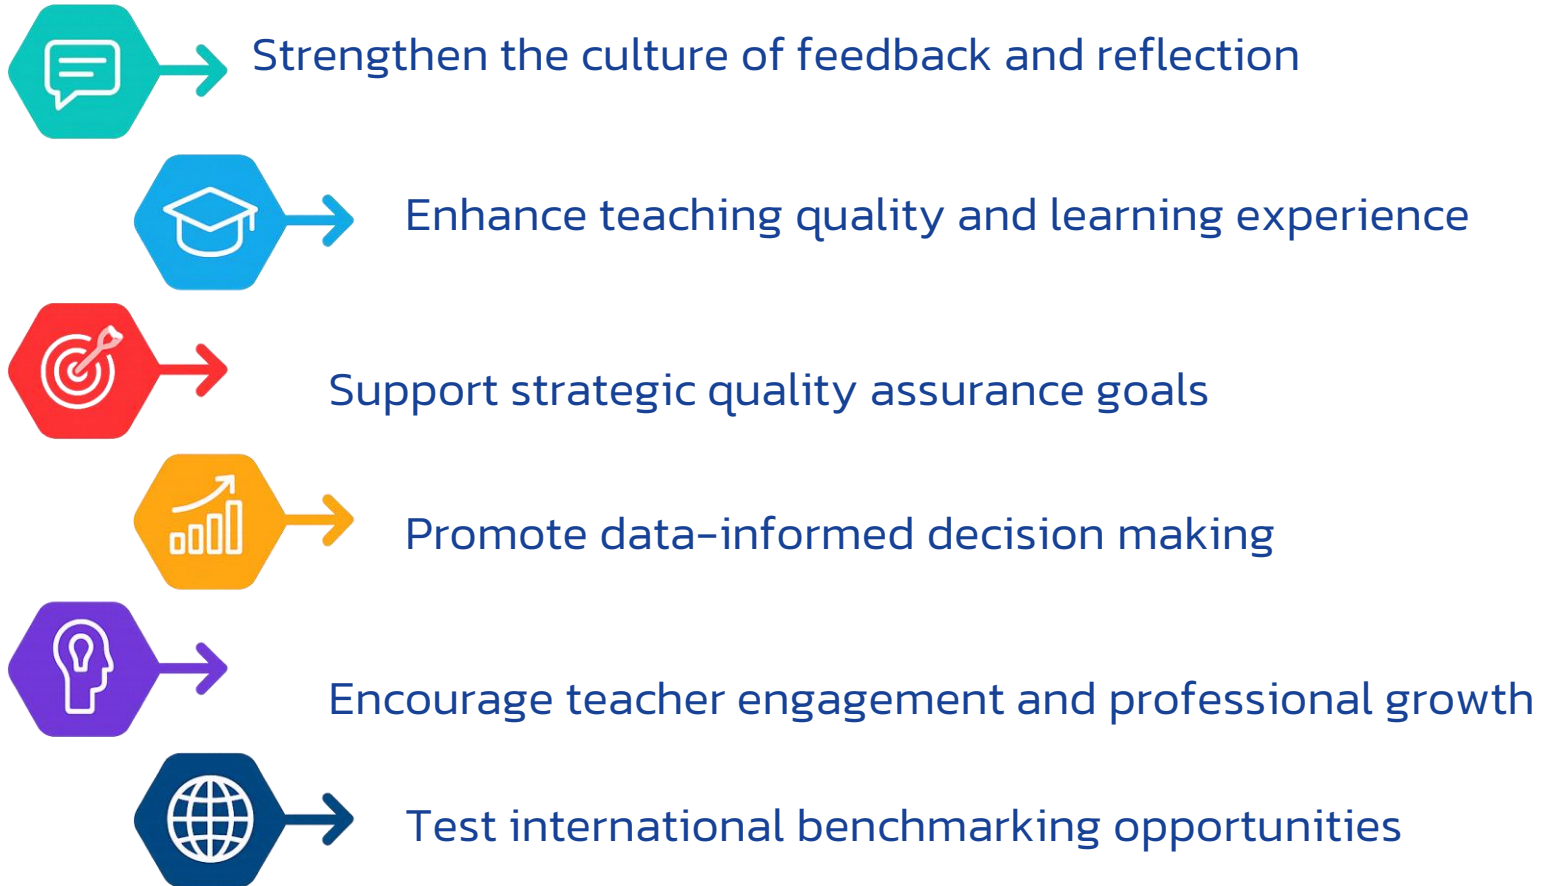 Strengthen the culture of feedback and reflection
Enhance teaching quality and learning experience
Support strategic quality assurance goals
Promote data-informed decision making
Encourage teacher engagement and professional growth
Test international benchmarking opportunities